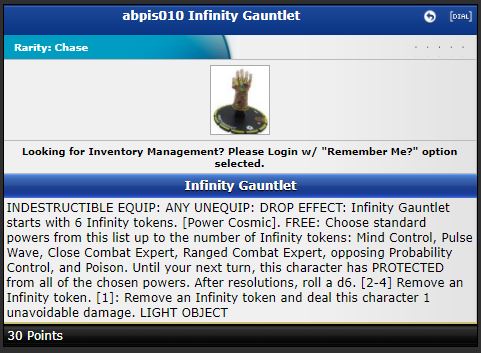 abpis010 Infinity Gauntlet
[DIAL]
Rarity: Chase
Looking for Inventory Management? Please Login w/ "Remember Me?" option
selected.
Infinity Gauntlet
INDESTRUCTIBLE EQUIP: ANY UNEQUIP: DROP EFFECT: Infinity Gauntlet
starts with 6 Infinity tokens. [Power Cosmic]. FREE: Choose standard
powers from this list up to the number of Infinity tokens: Mind Control, Pulse
Wave, Close Combat Expert, Ranged Combat Expert, opposing Probability
Control, and Poison. Until your next turn, this character has PROTECTED
from all of the chosen powers. After resolutions, roll a d6. [2-4] Remove an
Infinity token. [1]: Remove an Infinity token and deal this character 1
unavoidable damage. LIGHT OBJECT
30 Points